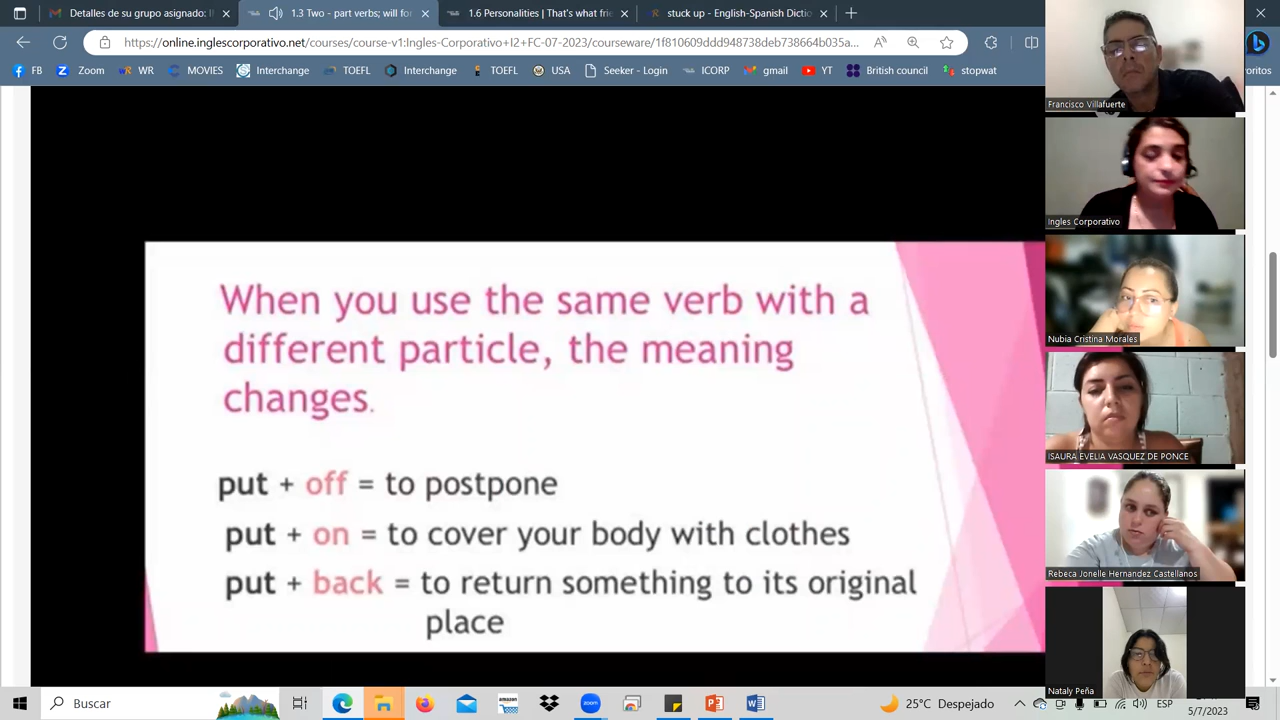 Detalles de su grupo asignado: I
1.3 Two - part verbs; will for
1.6 Personalities | That's what frie
stuck up - English-Spanish Dictio
https://online.inglescorporativo.net/courses/course-v1:Ingles-Corporativo+I2+FC-07-2023/courseware/1f810609ddd948738deb738664b035a...
FB
Zoom
WR
MOVIES
Interchange
TOEFL
Interchange
TOEFL
USA
Seeker - Login
ICORP
gmail
YT
British council
stopwat
oritos
When you use the same verb with a
different particle, the meaning
changes.
put + off = to postpone
put + on = to cover your body with clothes
put + back = to return something to its original
place
Francisco Villafuerte
Ingles Corporativo
Nubia Cristina Morales
ISAURA EVELIA VASQUEZ DE PONCE
Rebeca Jonelle Hernandez Castellanos
Nataly Peña
Buscar
25°C Despejado
ESP
5/7/2023